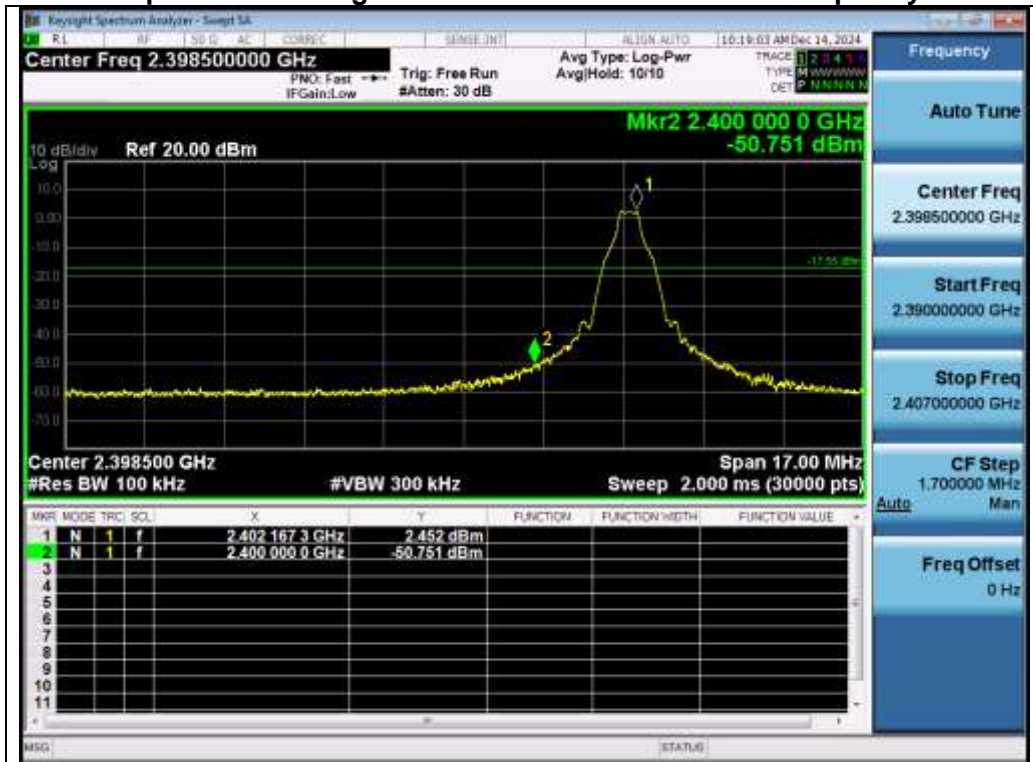 Keysight Spectrum Analyzer - Swept SA
RL RF 50 Ω AC CORREC SENSE:INT ALIGN AUTO 10:19:03 AM Dec 14, 2024
Center Freq 2.398500000 GHz
PNO: Fast
IFGain:Low
Trig: Free Run
#Atten: 30 dB
Avg Type: Log-Pwr
Avg|Hold: 10/10
TRACE 1 2 3 4 5 6
TYPE M WWWWW
DET P N N N N N
Mkr2 2.400 000 0 GHz
-50.751 dBm
10 dB/div Ref 20.00 dBm
Log
10.0
0.00
-10.0
-20.0
-30.0
-40.0
-50.0
-60.0
-70.0
1
2
-17.55 dBm
Center 2.398500 GHz Span 17.00 MHz
#Res BW 100 kHz #VBW 300 kHz Sweep 2.000 ms (30000 pts)
MKR MODE TRC SCL X Y FUNCTION FUNCTION WIDTH FUNCTION VALUE
1 N 1 f 2.402 167 3 GHz 2.452 dBm
2 N 1 f 2.400 000 0 GHz -50.751 dBm
3
4
5
6
7
8
9
10
11
MSG STATUS
Frequency
Auto Tune
Center Freq
2.398500000 GHz
Start Freq
2.390000000 GHz
Stop Freq
2.407000000 GHz
CF Step
1.700000 MHz
Auto Man
Freq Offset
0 Hz